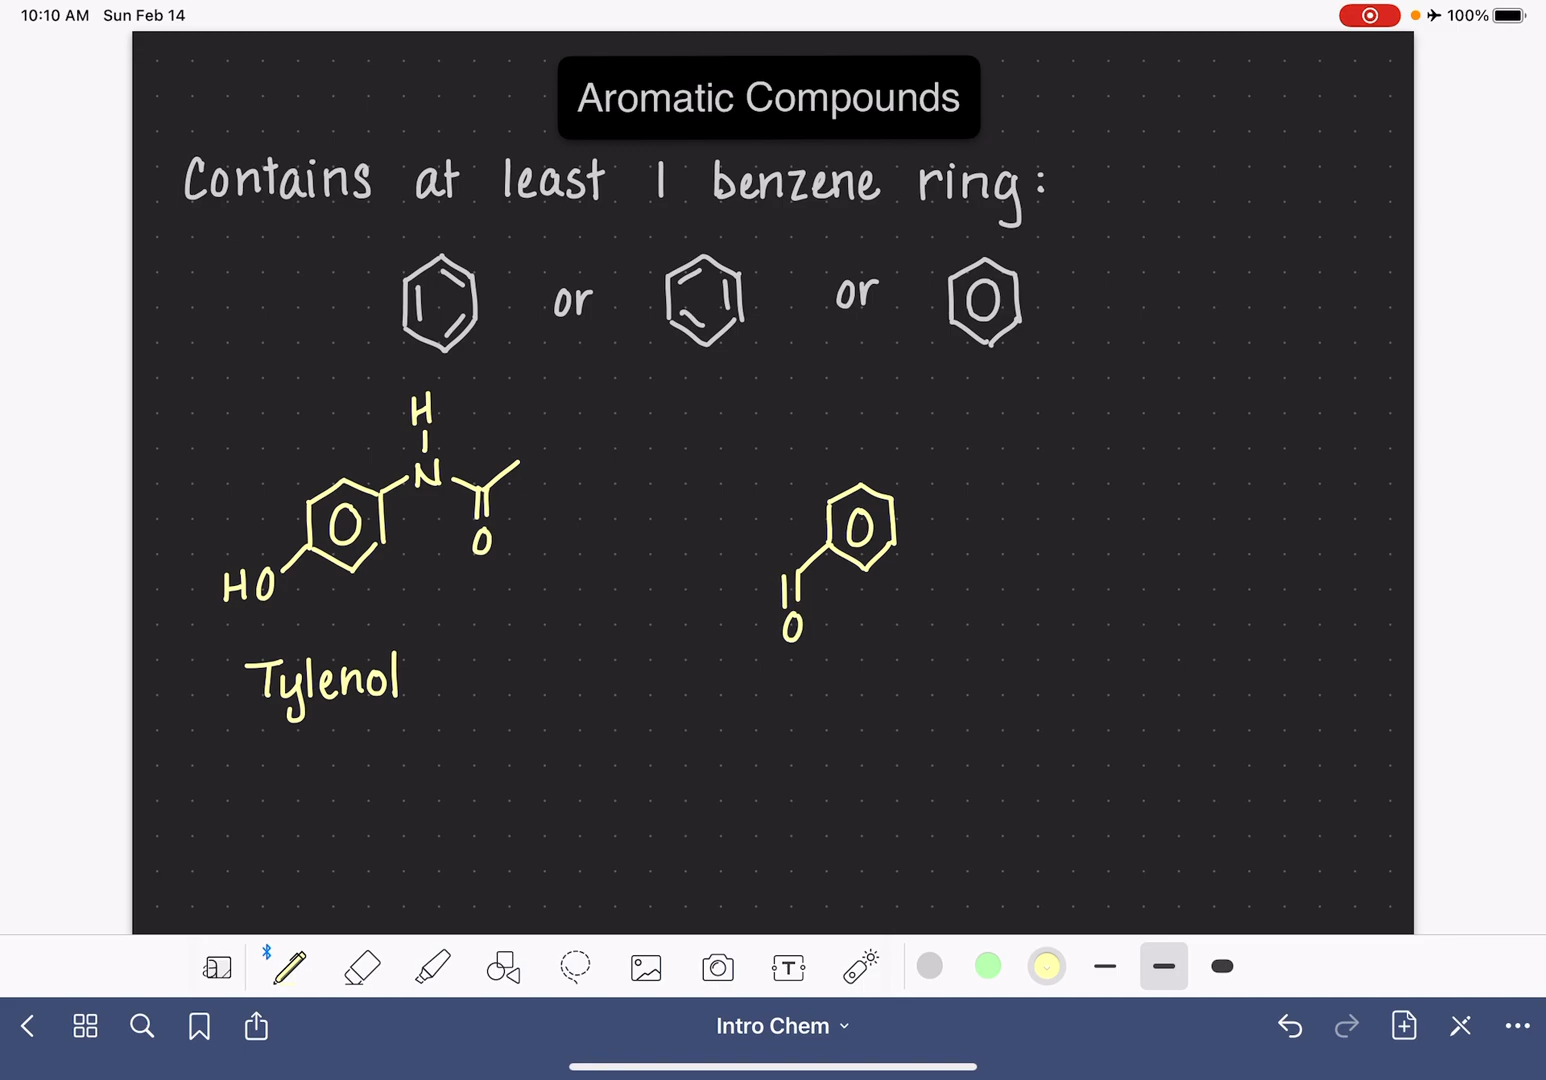 10:10 AM Sun Feb 14
100%
Aromatic Compounds
Contains at least 1 benzene ring:
or or
H
N
O
HO
O
Tylenol
a
T
Intro Chem